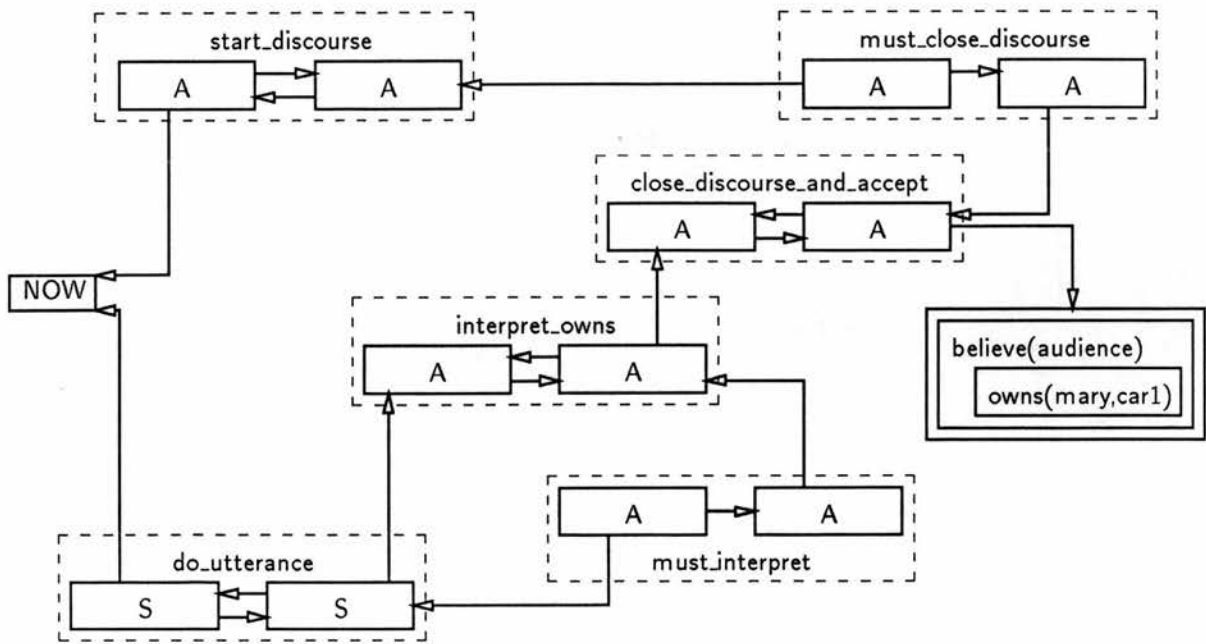 start_discourse
A A
must_close_discourse
A A
close_discourse_and_accept
A A
NOW
interpret_owns
A A
believe(audience)
owns(mary,car1)
A A
must_interpret
do_utterance
S S